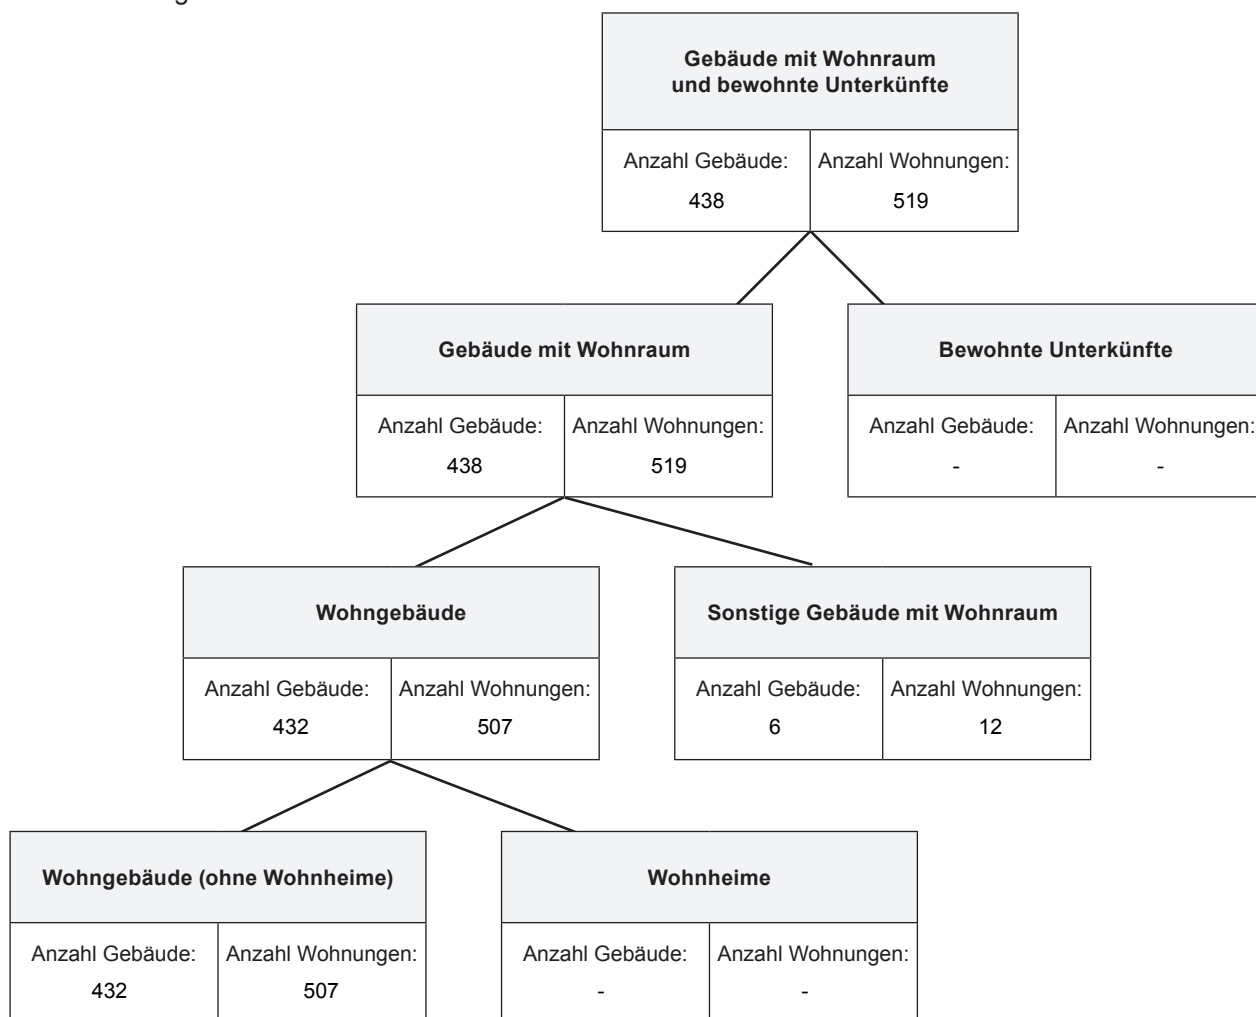 Gebäude mit Wohnraum
und bewohnte Unterkünfte
Anzahl Gebäude: Anzahl Wohnungen:
438 519
Gebäude mit Wohnraum
Anzahl Gebäude: Anzahl Wohnungen:
438 519
Bewohnte Unterkünfte
Anzahl Gebäude: Anzahl Wohnungen:
- -
Wohngebäude
Anzahl Gebäude: Anzahl Wohnungen:
432 507
Sonstige Gebäude mit Wohnraum
Anzahl Gebäude: Anzahl Wohnungen:
6 12
Wohngebäude (ohne Wohnheime)
Anzahl Gebäude: Anzahl Wohnungen:
432 507
Wohnheime
Anzahl Gebäude: Anzahl Wohnungen:
- -